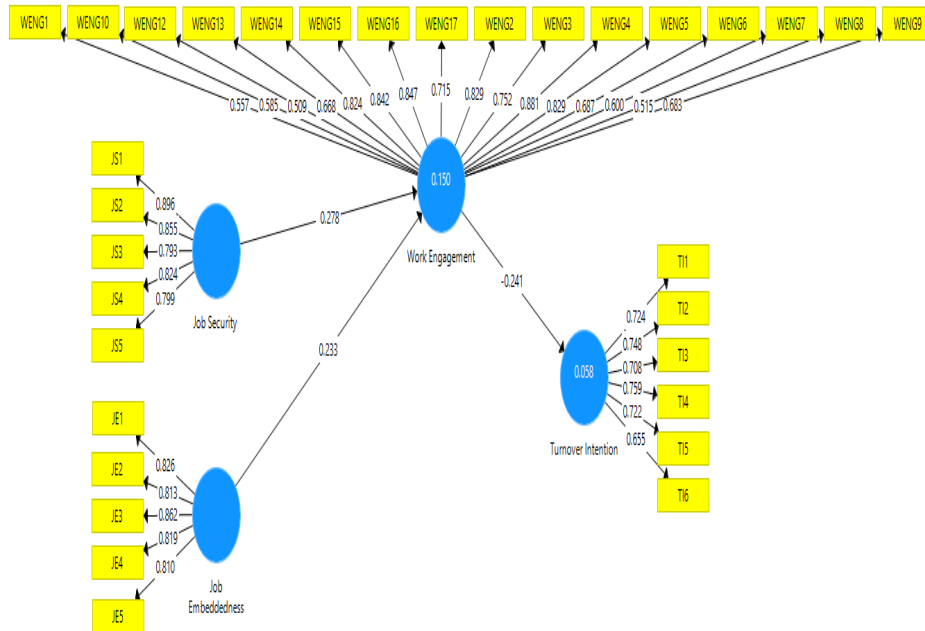 WENG1 WENG10 WENG12 WENG13 WENG14 WENG15 WENG16 WENG17 WENG2 WENG3 WENG4 WENG5 WENG6 WENG7 WENG8 WENG9
0.557 0.585 0.509 0.668 0.824 0.842 0.847 0.715 0.829 0.752 0.881 0.829 0.687 0.600 0.515 0.683
JS1
JS2
JS3
JS4
JS5
0.896
0.855
0.793
0.824
0.799
Job Security
0.278
0.150
Work Engagement
0.233
-0.241
JE1
JE2
JE3
JE4
JE5
0.826
0.813
0.862
0.819
0.810
Job
Embeddedness
0.058
Turnover Intention
0.724
0.748
0.708
0.759
0.722
0.655
TI1
TI2
TI3
TI4
TI5
TI6